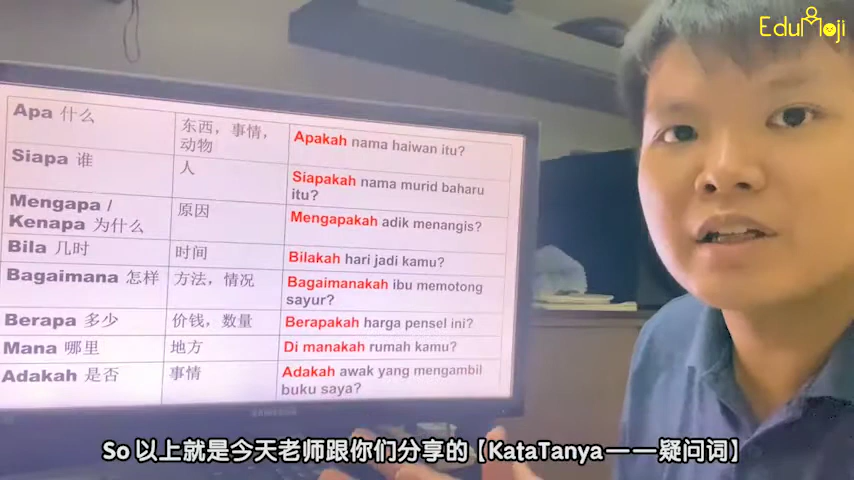 EduMoji
Apa 什么
东西，事情，
动物
Apakah nama haiwan itu?
Siapa 谁
人
Siapakah nama murid baharu
itu?
Mengapa /
Kenapa 为什么
原因
Mengapakah adik menangis?
Bila 几时
时间
Bilakah hari jadi kamu?
Bagaimana 怎样
方法，情况
Bagaimanakah ibu memotong
sayur?
Berapa 多少
价钱，数量
Berapakah harga pensel ini?
Mana 哪里
地方
Di manakah rumah kamu?
Adakah 是否
事情
Adakah awak yang mengambil
buku saya?
SAMSUNG
So 以上就是今天老师跟你们分享的【KataTanya——疑问词】